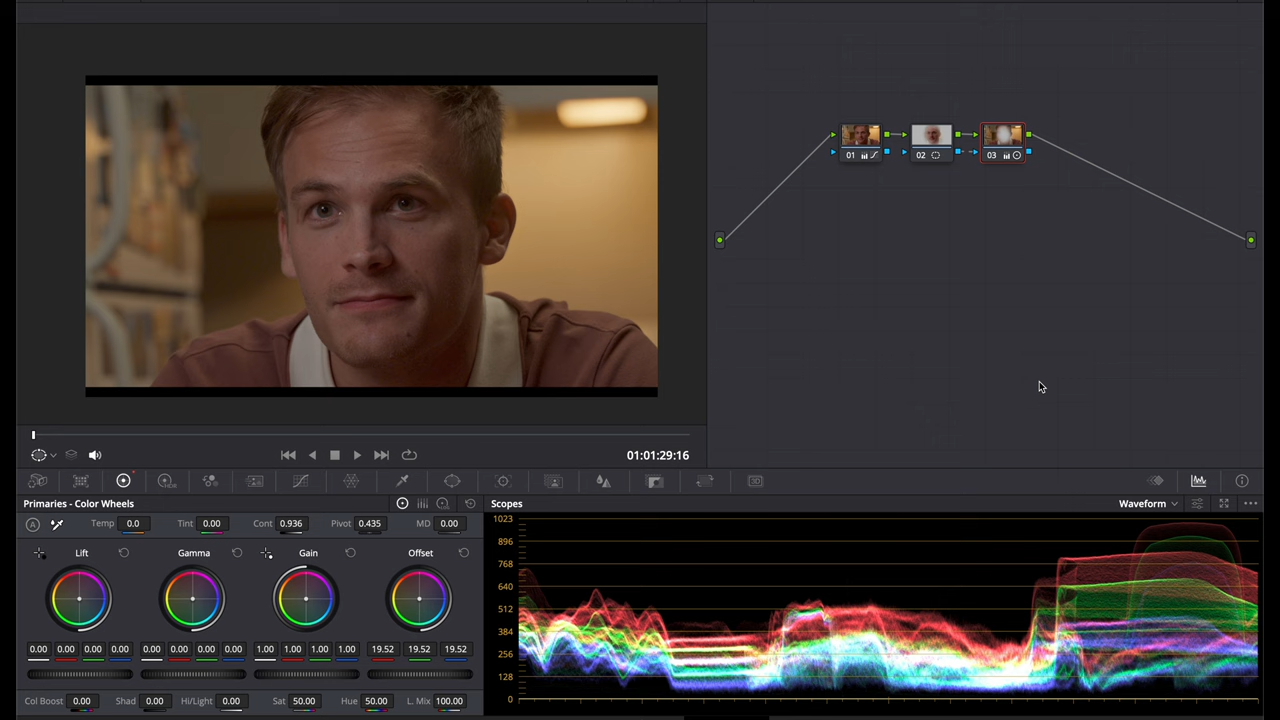 01
02
03
01:01:29:16
Primaries - Color Wheels
Scopes
Waveform
A
Temp 0.0
Tint 0.00
Cont 0.936
Pivot 0.435
MD 0.00
Lift
Gamma
Gain
Offset
0.00 0.00 0.00 0.00
0.00 0.00 0.00 0.00
1.00 1.00 1.00 1.00
19.52 19.52 19.52
Col Boost 0.00
Shad 0.00
Hi/Light 0.00
Sat 50.00
Hue 50.00
L. Mix 100.00
1023
896
768
640
512
384
256
128
0